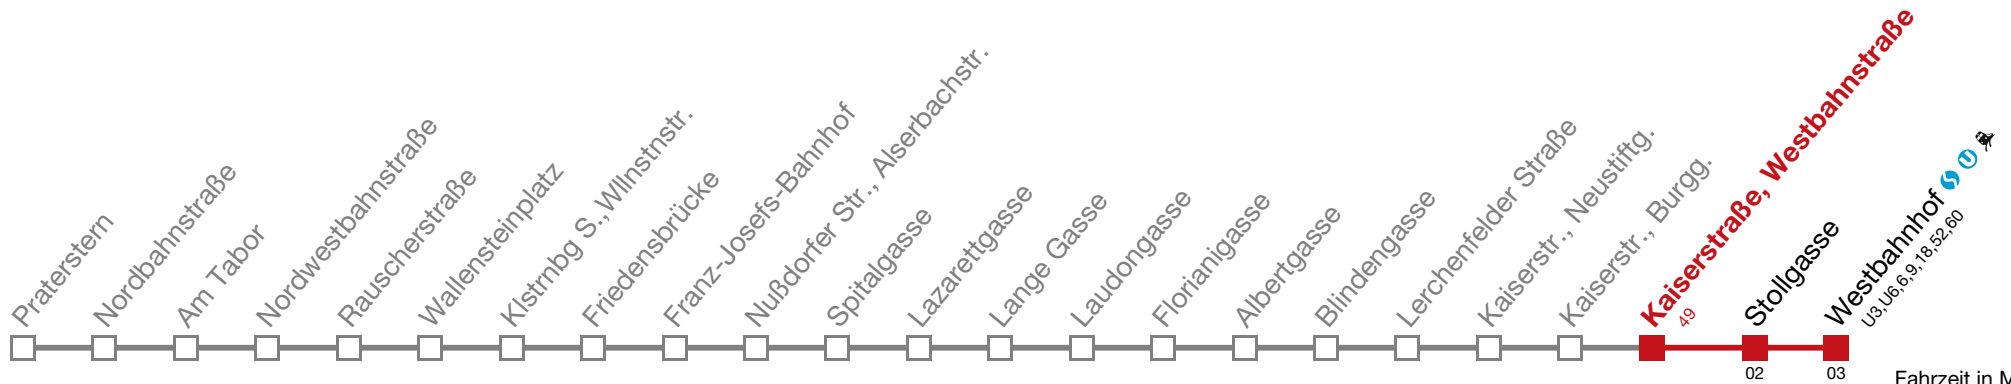 Praterstern
Nordbahnstraße
Am Tabor
Nordwestbahnstraße
Rauscherstraße
Wallensteinplatz
Klstrnbg S., Wllnstnstr.
Friedensbrücke
Franz-Josefs-Bahnhof
Nußdorfer Str., Alserbachstr.
Spitalgasse
Lazarettgasse
Lange Gasse
Laudongasse
Florianigasse
Albertgasse
Blindengasse
Lerchenfelder Straße
Kaiserstr., Neustiftg.
Kaiserstr., Burgg.
Kaiserstraße, Westbahnstraße
49
Stollgasse
Westbahnhof S U
U3,U6,6,9,18,52,60
02
03
Fahrzeit in M